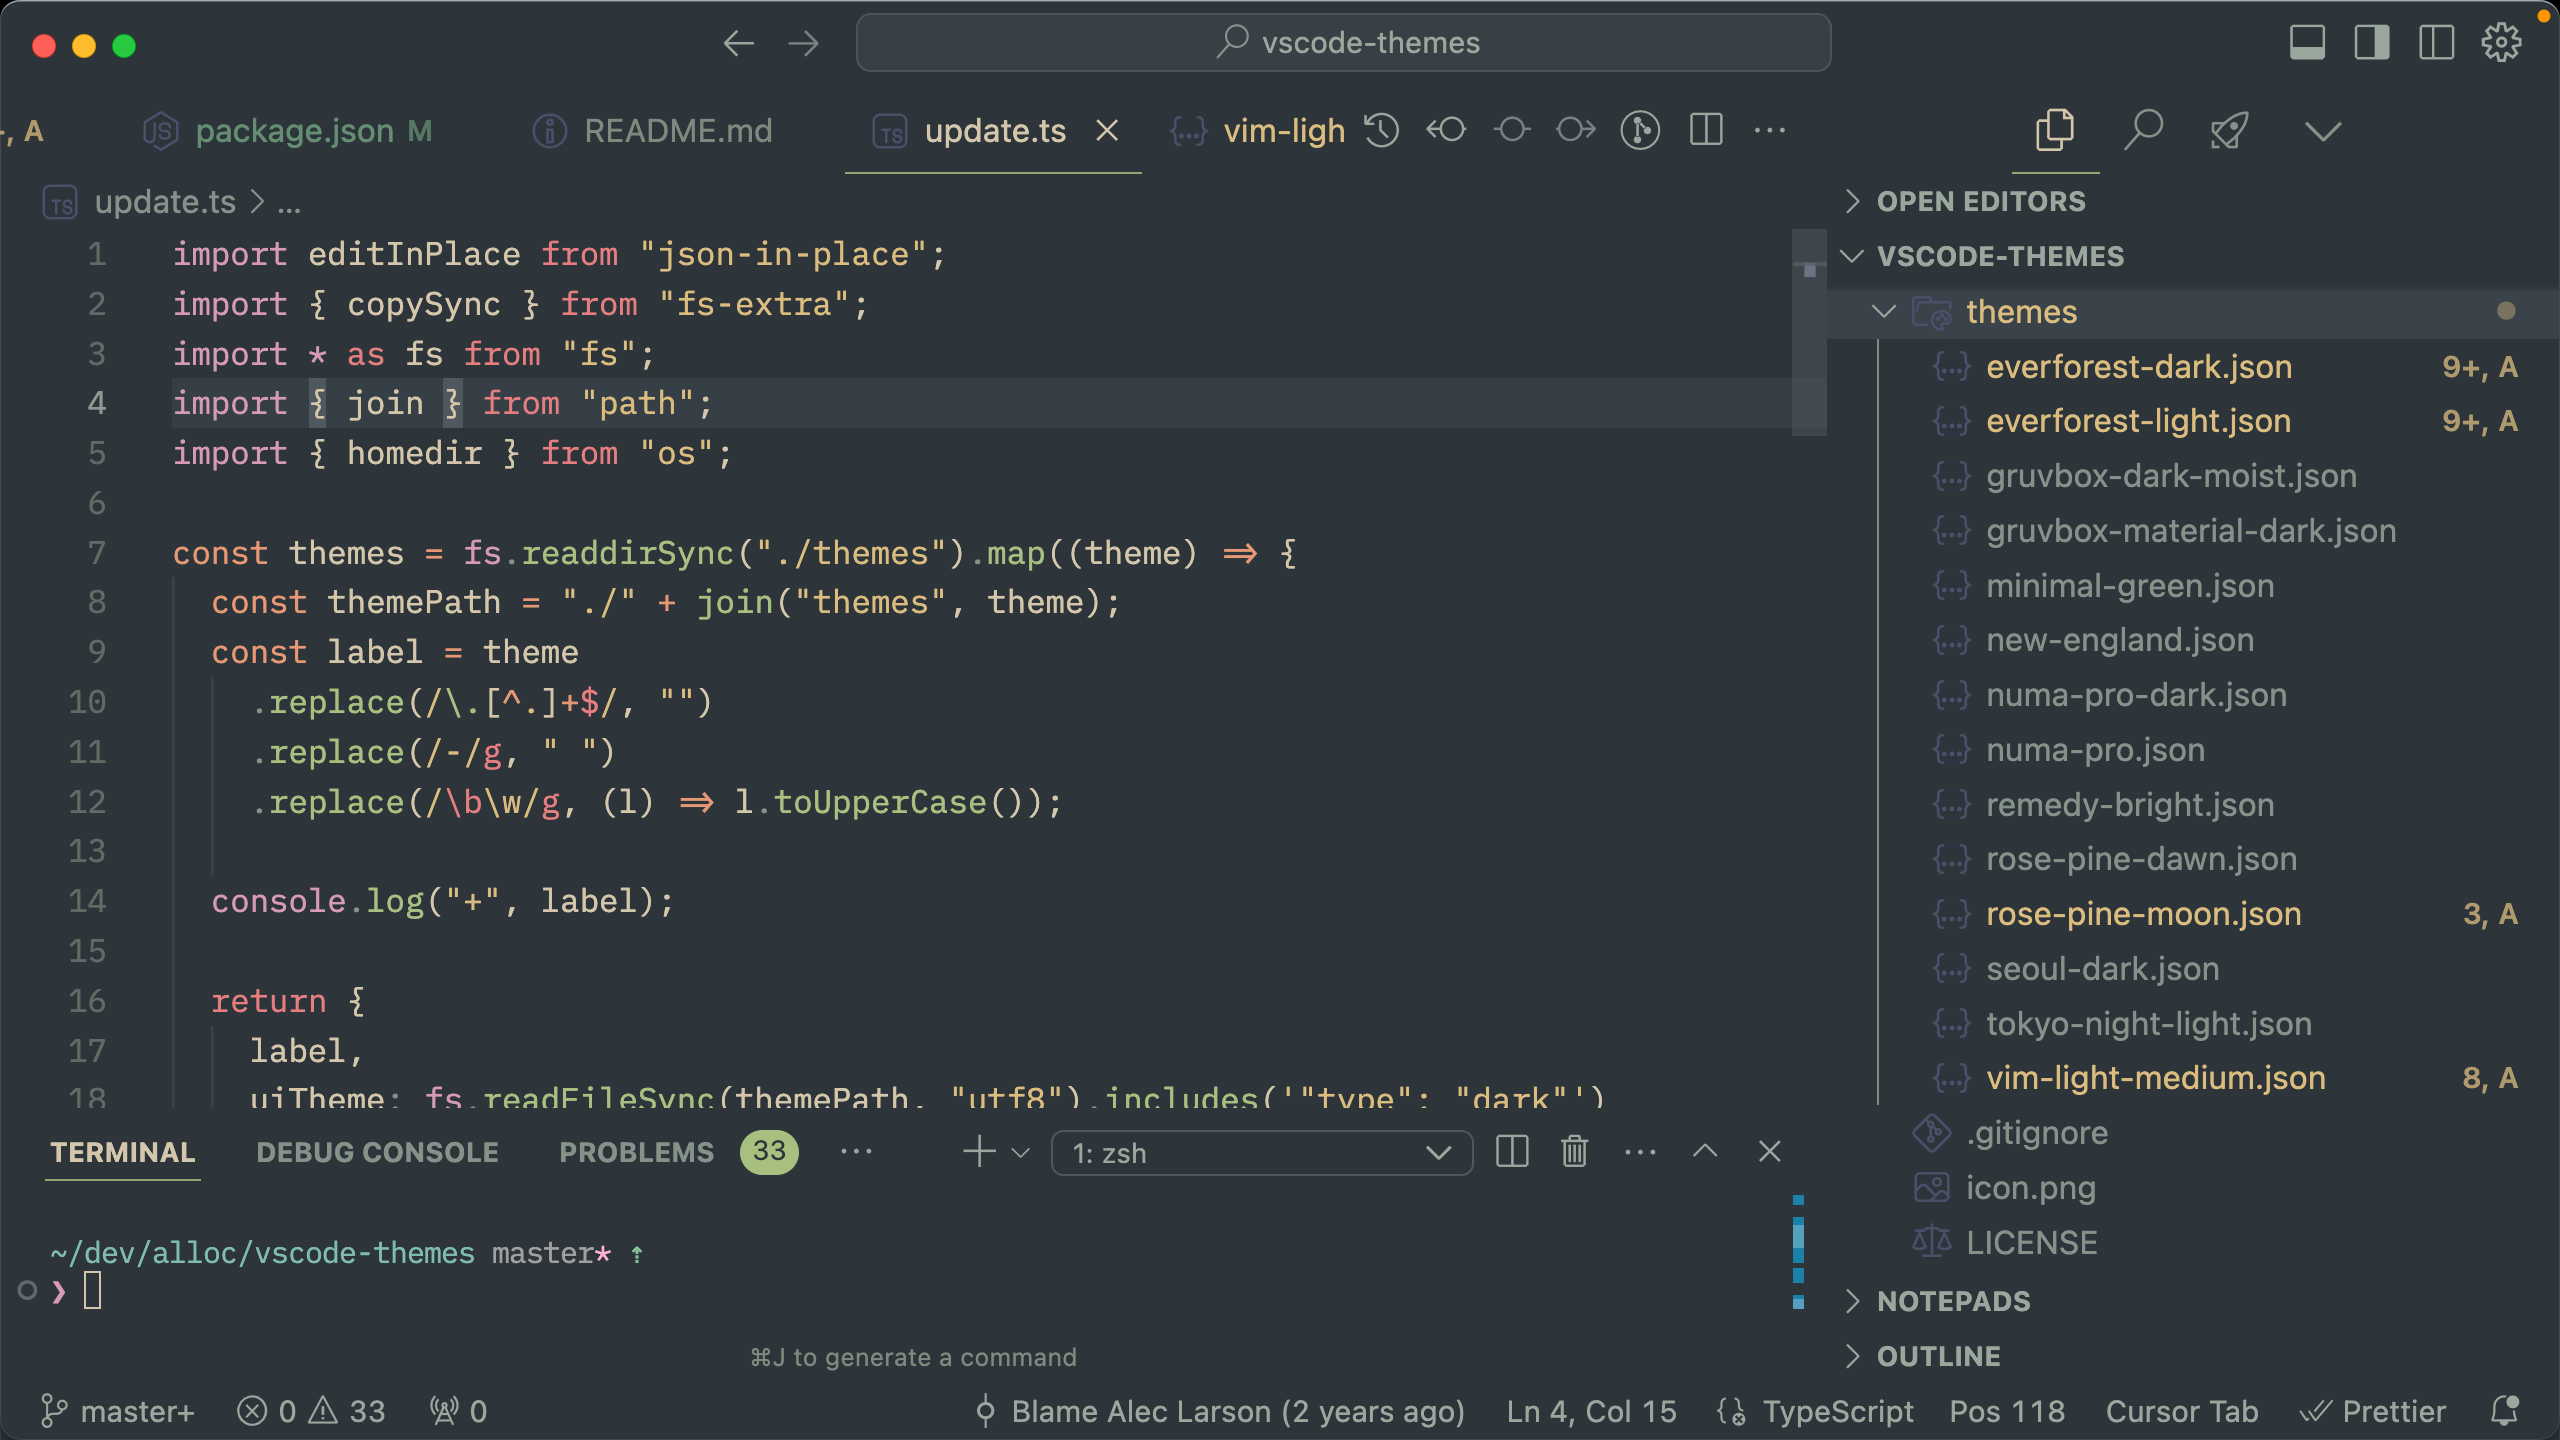 vscode-themes
, A
package.json M
README.md
update.ts
vim-ligh
update.ts > ...
1 import editInPlace from "json-in-place";
2 import { copySync } from "fs-extra";
3 import * as fs from "fs";
4 import { join } from "path";
5 import { homedir } from "os";
6
7 const themes = fs.readdirSync("./themes").map((theme) => {
8 const themePath = "./" + join("themes", theme);
9 const label = theme
10 .replace(/\.[^.]+$/, "")
11 .replace(/-/g, " ")
12 .replace(/\b\w/g, (l) => l.toUpperCase());
13
14 console.log("+", label);
15
16 return {
17 label,
18 uiTheme: fs.readFileSync(themePath, "utf8").includes('"type": "dark"')
OPEN EDITORS
VSCODE-THEMES
themes
everforest-dark.json 9+, A
everforest-light.json 9+, A
gruvbox-dark-moist.json
gruvbox-material-dark.json
minimal-green.json
new-england.json
numa-pro-dark.json
numa-pro.json
remedy-bright.json
rose-pine-dawn.json
rose-pine-moon.json 3, A
seoul-dark.json
tokyo-night-light.json
vim-light-medium.json 8, A
.gitignore
icon.png
LICENSE
NOTEPADS
OUTLINE
TERMINAL DEBUG CONSOLE PROBLEMS 33 ...
1: zsh
~/dev/alloc/vscode-themes master* ⇡
❯
⌘J to generate a command
master+ 0 33 0
Blame Alec Larson (2 years ago) Ln 4, Col 15 TypeScript Pos 118 Cursor Tab Prettier